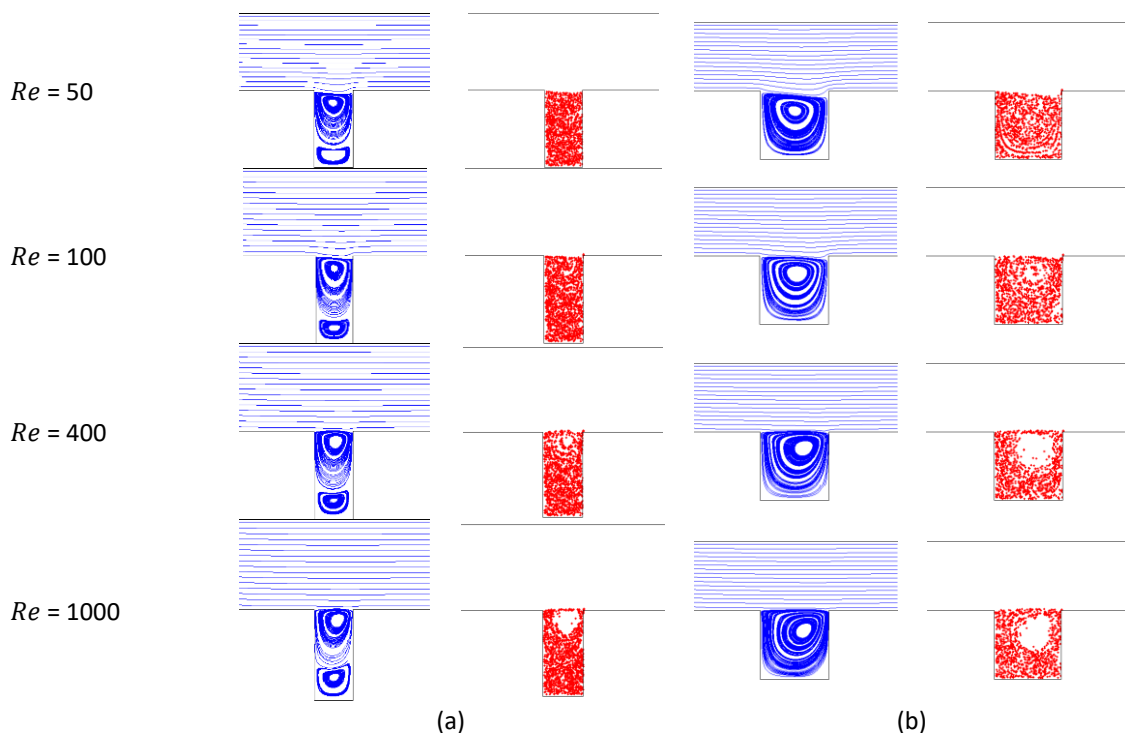 Re = 50
Re = 100
Re = 400
Re = 1000
(a) (b)